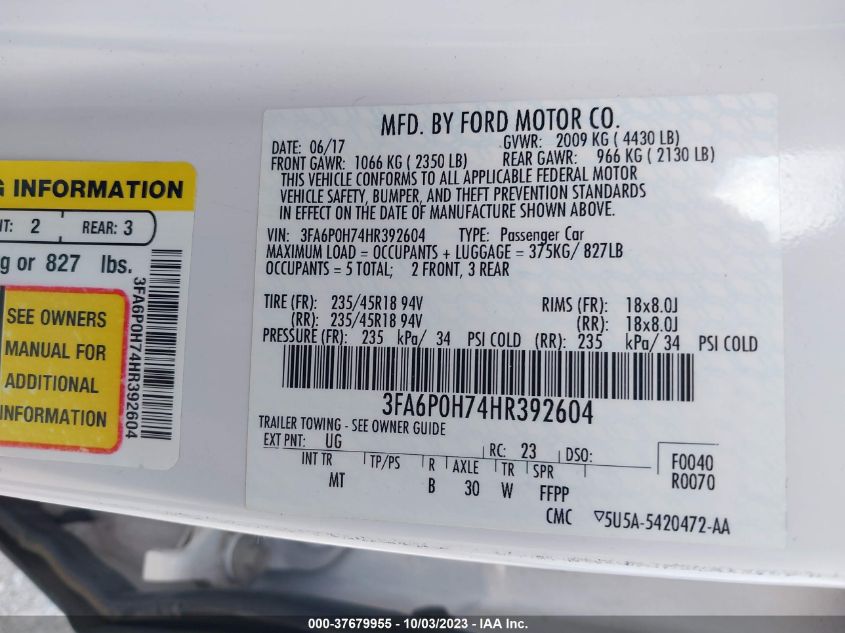 G INFORMATION
NT: 2 REAR: 3
g or 827 lbs.
SEE OWNERS
MANUAL FOR
ADDITIONAL
INFORMATION
3FA6P0H74HR392604
MFD. BY FORD MOTOR CO.
DATE: 06/17 GVWR: 2009 KG ( 4430 LB)
FRONT GAWR: 1066 KG ( 2350 LB) REAR GAWR: 966 KG ( 2130 LB)
THIS VEHICLE CONFORMS TO ALL APPLICABLE FEDERAL MOTOR
VEHICLE SAFETY, BUMPER, AND THEFT PREVENTION STANDARDS
IN EFFECT ON THE DATE OF MANUFACTURE SHOWN ABOVE.
VIN: 3FA6P0H74HR392604 TYPE: Passenger Car
MAXIMUM LOAD = OCCUPANTS + LUGGAGE = 375KG/ 827LB
OCCUPANTS = 5 TOTAL; 2 FRONT, 3 REAR
TIRE (FR): 235/45R18 94V RIMS (FR): 18x8.0J
(RR): 235/45R18 94V (RR): 18x8.0J
PRESSURE (FR): 235 kPa/ 34 PSI COLD (RR): 235 kPa/ 34 PSI COLD
3FA6P0H74HR392604
TRAILER TOWING - SEE OWNER GUIDE
EXT PNT: UG RC: 23 DSO: F0040
INT TR TP/PS R AXLE TR SPR R0070
MT B 30 W FFPP
CMC ▽5U5A-5420472-AA
000-37679955 - 10/03/2023 - IAA Inc.